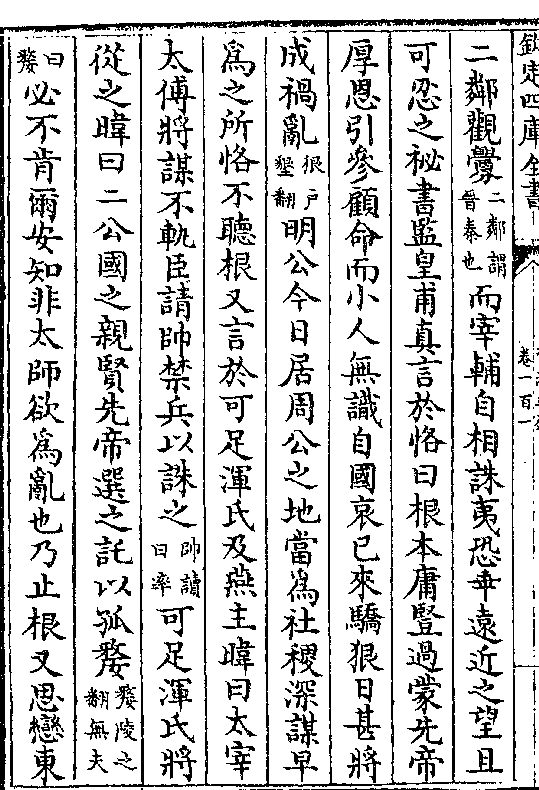 欽定四庫全書
卷一百一
二鄰觀釁二鄰謂晉秦也而宰輔自相誅夷恐乖遠近之望且
可忍之祕書監皇甫真言於恪曰根本庸豎過蒙先帝
厚恩引參顧命而小人無識自國哀已來驕狠日甚將
成禍亂狠戶墾翻明公今日居周公之地當為社稷深謀早
為之所恪不聽根又言於可足渾氏及燕主暐曰太宰
太傅將謀不軌臣請帥禁兵以誅之帥讀曰率可足渾氏將
從之暐曰二公國之親賢先帝選之託以孤嫠嫠陵之翻無夫
曰嫠必不肯爾安知非太師欲為亂也乃止根又思戀東